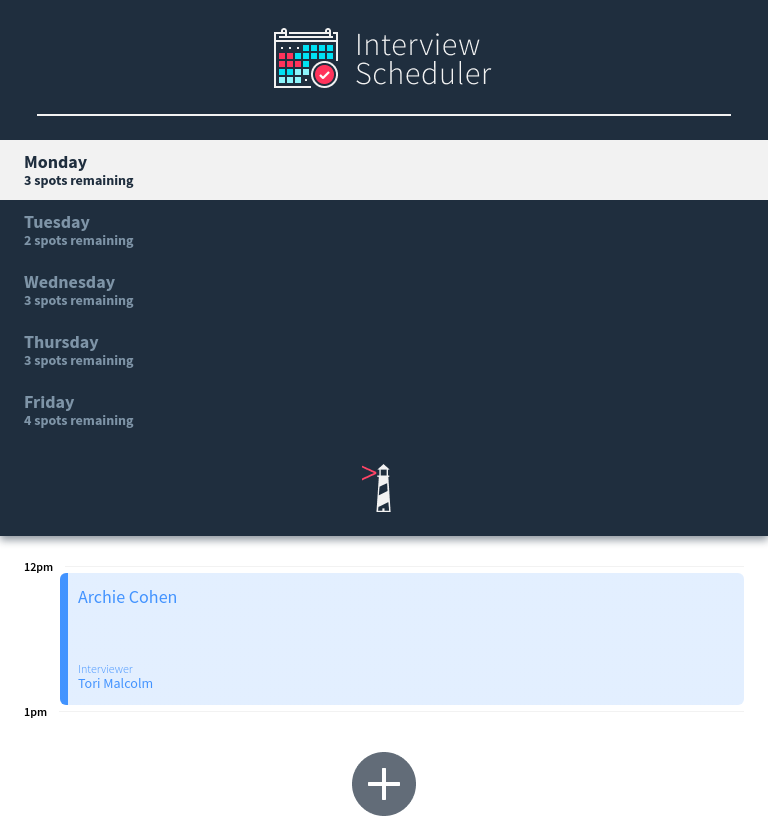 Interview
Scheduler
Monday
3 spots remaining
Tuesday
2 spots remaining
Wednesday
3 spots remaining
Thursday
3 spots remaining
Friday
4 spots remaining
12pm
Archie Cohen
Interviewer
Tori Malcolm
1pm